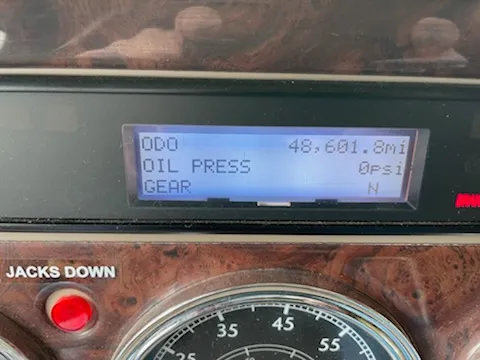 ODO 48,601.8mi
OIL PRESS 0psi
GEAR N
JACKS DOWN
35 45
25 55